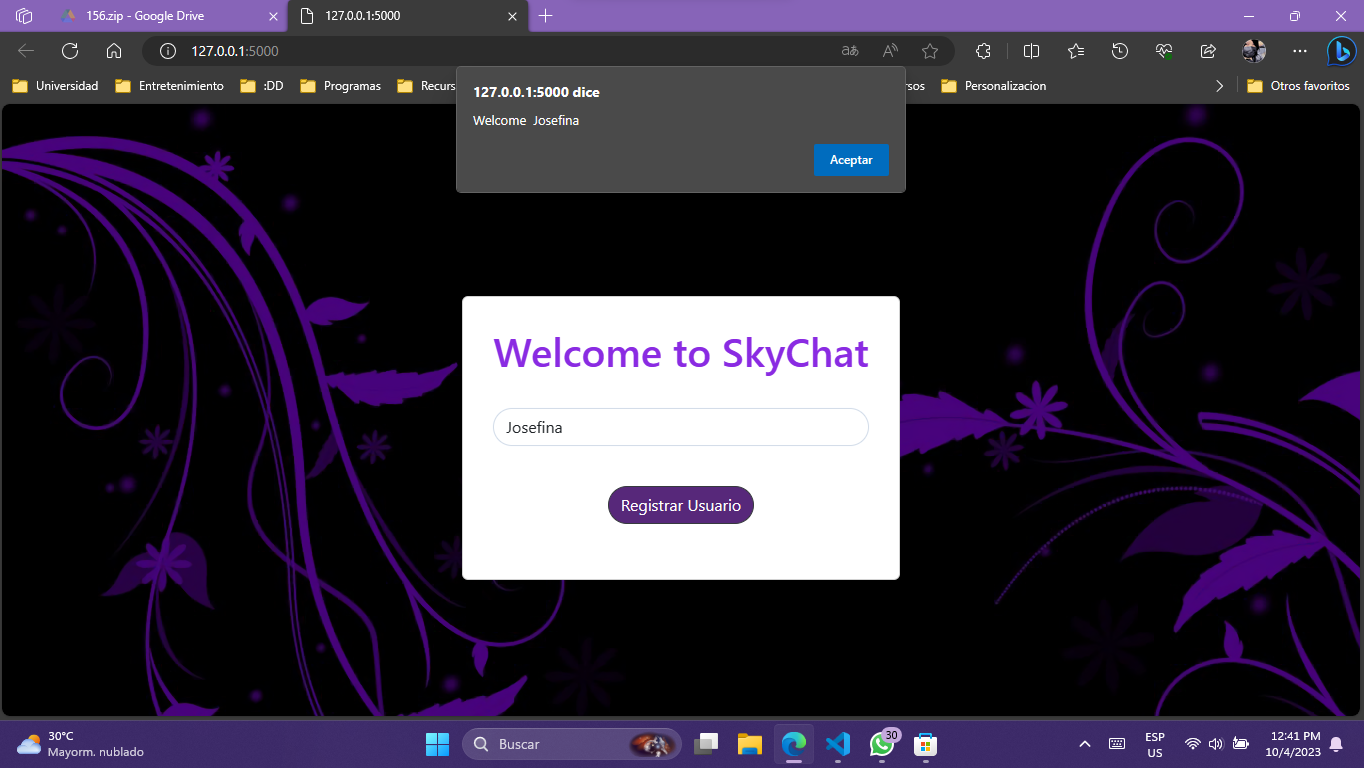 156.zip - Google Drive
127.0.0.1:5000
127.0.0.1:5000
Universidad
Entretenimiento
:DD
Programas
Recurs
sos
Personalizacion
Otros favoritos
127.0.0.1:5000 dice
Welcome Josefina
Aceptar
Welcome to SkyChat
Josefina
Registrar Usuario
30°C
Mayorm. nublado
Buscar
30
ESP
US
12:41 PM
10/4/2023